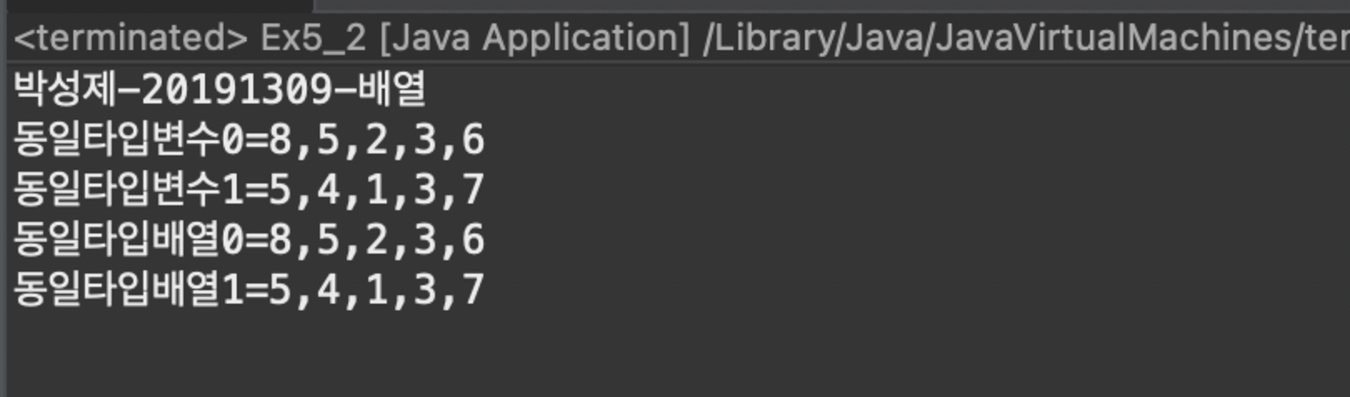 <terminated> Ex5_2 [Java Application] /Library/Java/JavaVirtualMachines/ter
박성제-20191309-배열
동일타입변수0=8,5,2,3,6
동일타입변수1=5,4,1,3,7
동일타입배열0=8,5,2,3,6
동일타입배열1=5,4,1,3,7